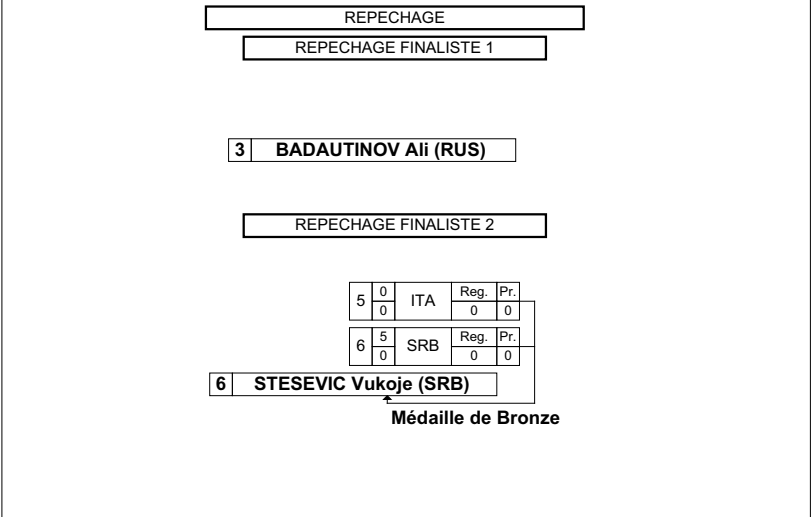 REPECHAGE
REPECHAGE FINALISTE 1
3 BADAUTINOV Ali (RUS)
REPECHAGE FINALISTE 2
5 0 ITA Reg. Pr.
0 0 0
6 5 SRB Reg. Pr.
0 0 0
6 STESEVIC Vukoje (SRB)
Médaille de Bronze